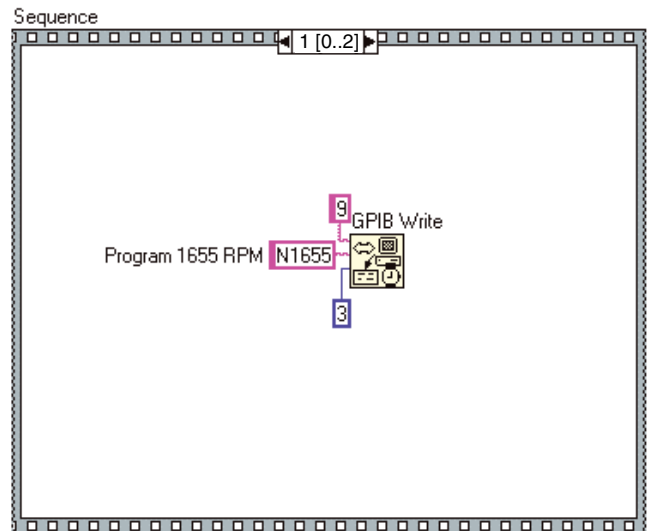 Sequence
1 [0..2]
9
GPIB Write
Program 1655 RPM N1655
3